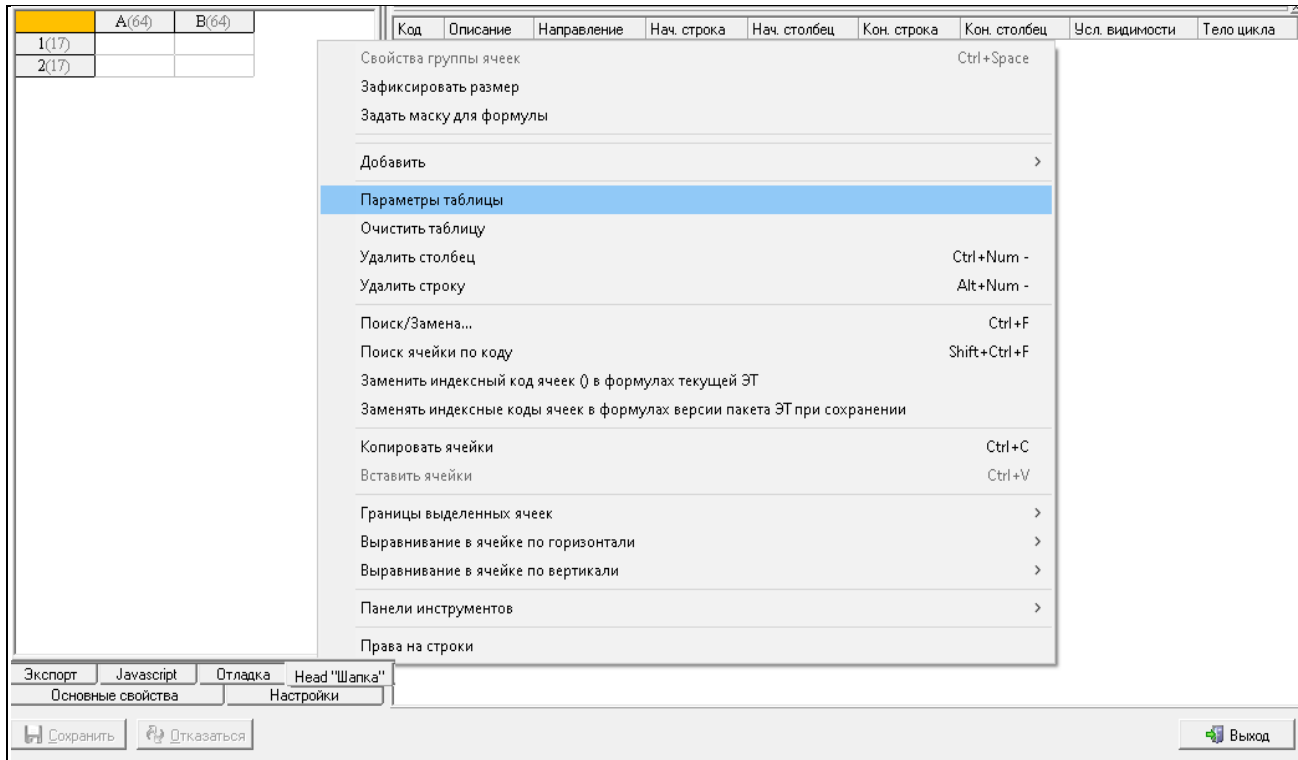 A(64) B(64)
1(17)
2(17)
Код Описание Направление Нач. строка Нач. столбец Кон. строка Кон. столбец Усл. видимости Тело цикла
Свойства группы ячеек Ctrl+Space
Зафиксировать размер
Задать маску для формулы
Добавить
Параметры таблицы
Очистить таблицу
Удалить столбец Ctrl+Num -
Удалить строку Alt+Num -
Поиск/Замена... Ctrl+F
Поиск ячейки по коду Shift+Ctrl+F
Заменить индексный код ячеек () в формулах текущей ЭТ
Заменять индексные коды ячеек в формулах версии пакета ЭТ при сохранении
Копировать ячейки Ctrl+C
Вставить ячейки Ctrl+V
Границы выделенных ячеек
Выравнивание в ячейке по горизонтали
Выравнивание в ячейке по вертикали
Панели инструментов
Права на строки
Экспорт Javascript Отладка Head "Шапка"
Основные свойства Настройки
Сохранить Отказаться Выход